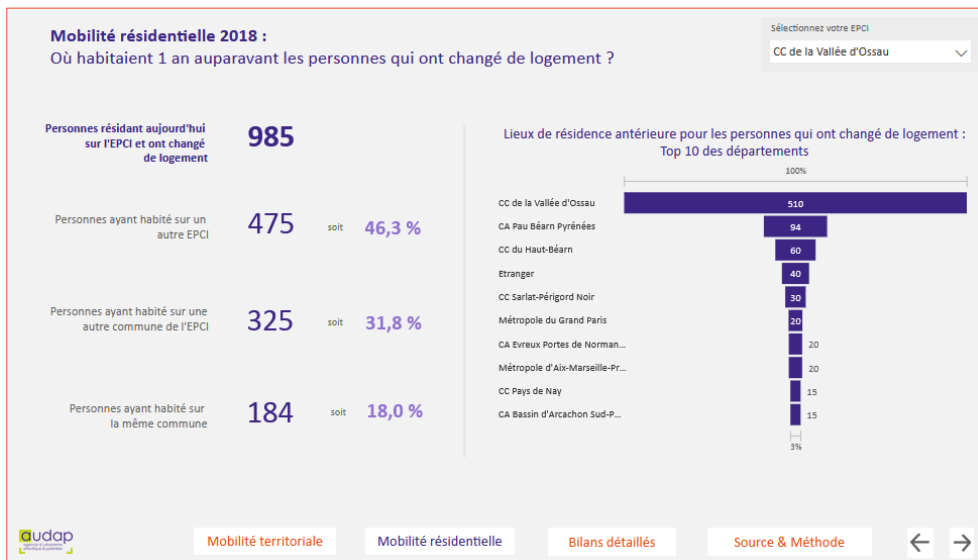 Mobilité résidentielle 2018 :
Où habitaient 1 an auparavant les personnes qui ont changé de logement ?
Sélectionnez votre EPCI
CC de la Vallée d'Ossau
Personnes résidant aujourd'hui
sur l'EPCI et ont changé
de logement
985
Personnes ayant habité sur un
autre EPCI
475 soit 46,3 %
Personnes ayant habité sur une
autre commune de l'EPCI
325 soit 31,8 %
Personnes ayant habité sur
la même commune
184 soit 18,0 %
Lieux de résidence antérieure pour les personnes qui ont changé de logement :
Top 10 des départements
100%
CC de la Vallée d'Ossau 510
CA Pau Béarn Pyrénées 94
CC du Haut-Béarn 60
Etranger 40
CC Sarlat-Périgord Noir 30
Métropole du Grand Paris 20
CA Evreux Portes de Norman... 20
Métropole d'Aix-Marseille-Pr... 20
CC Pays de Nay 15
CA Bassin d'Arcachon Sud-P... 15
3%
audap
Mobilité territoriale
Mobilité résidentielle
Bilans détaillés
Source & Méthode